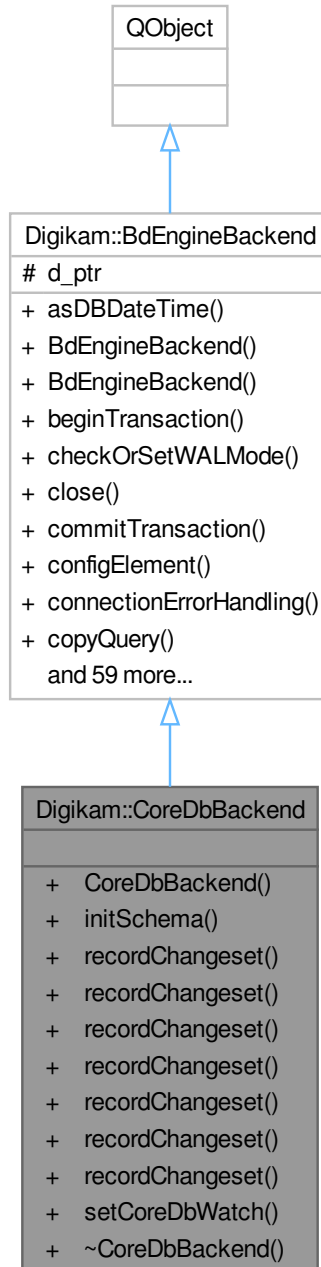 QObject
Digikam::BdEngineBackend
# d_ptr
+ asDBDateTime()
+ BdEngineBackend()
+ BdEngineBackend()
+ beginTransaction()
+ checkOrSetWALMode()
+ close()
+ commitTransaction()
+ configElement()
+ connectionErrorHandling()
+ copyQuery()
and 59 more...
Digikam::CoreDbBackend
+ CoreDbBackend()
+ initSchema()
+ recordChangeset()
+ recordChangeset()
+ recordChangeset()
+ recordChangeset()
+ recordChangeset()
+ recordChangeset()
+ recordChangeset()
+ setCoreDbWatch()
+ ~CoreDbBackend()